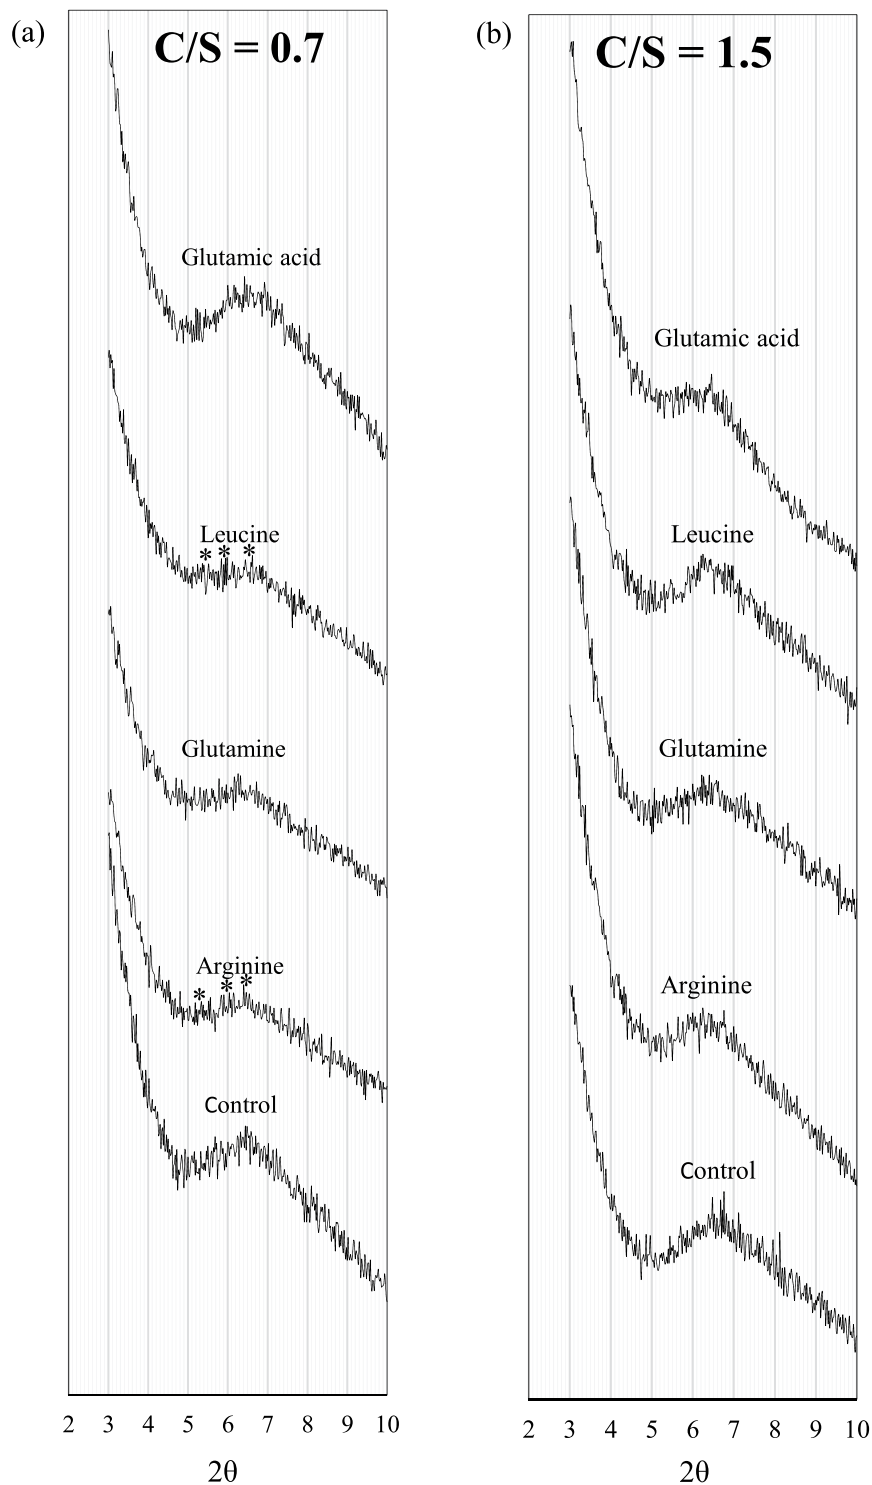 (a)
C/S = 0.7
Glutamic acid
Leucine
* * *
Glutamine
Arginine
* * *
Control
2 3 4 5 6 7 8 9 10
2θ
(b)
C/S = 1.5
Glutamic acid
Leucine
Glutamine
Arginine
Control
2 3 4 5 6 7 8 9 10
2θ